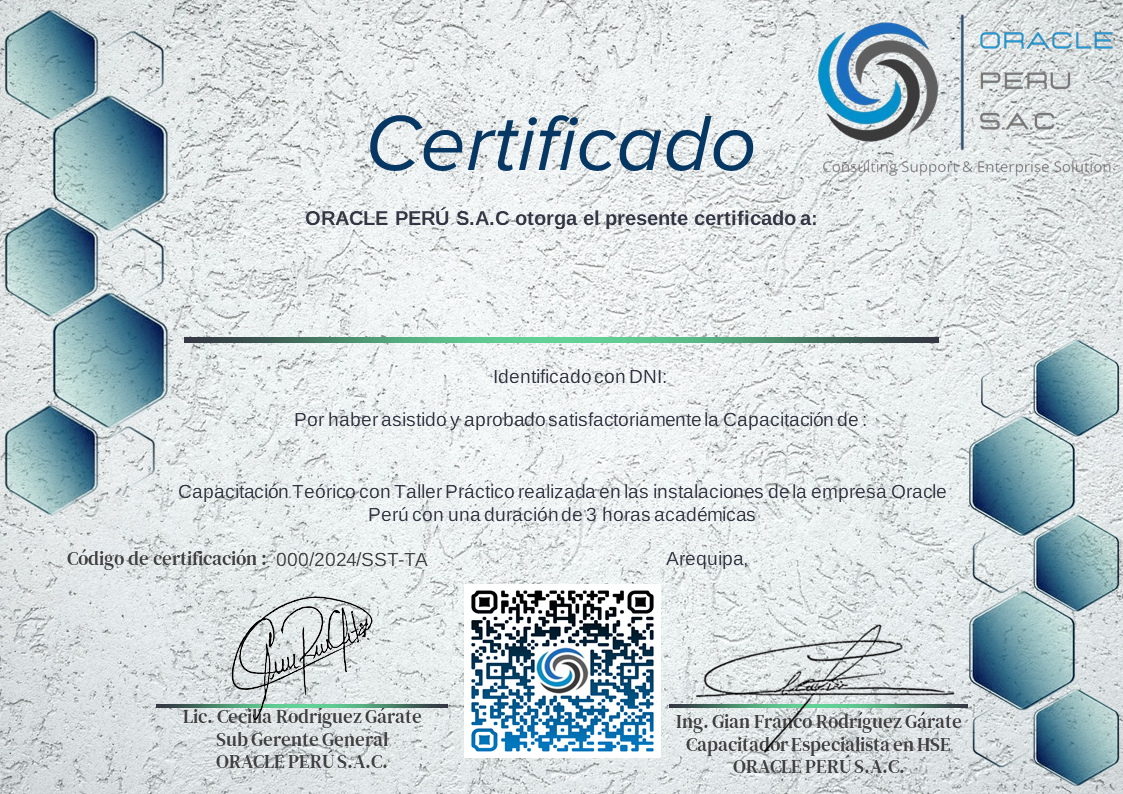 ORACLE
PERU
S.A.C
Consulting Support & Enterprise Solution
Certificado
ORACLE PERÚ S.A.C otorga el presente certificado a:
Identificado con DNI:
Por haber asistido y aprobado satisfactoriamente la Capacitación de :
Capacitación Teórico con Taller Práctico realizada en las instalaciones de la empresa Oracle
Perú con una duración de 3 horas académicas
Código de certificación : 000/2024/SST-TA
Arequipa,
Lic. Cecilia Rodríguez Gárate
Sub Gerente General
ORACLE PERÚ S.A.C.
Ing. Gian Franco Rodríguez Gárate
Capacitador Especialista en HSE
ORACLE PERÚ S.A.C.